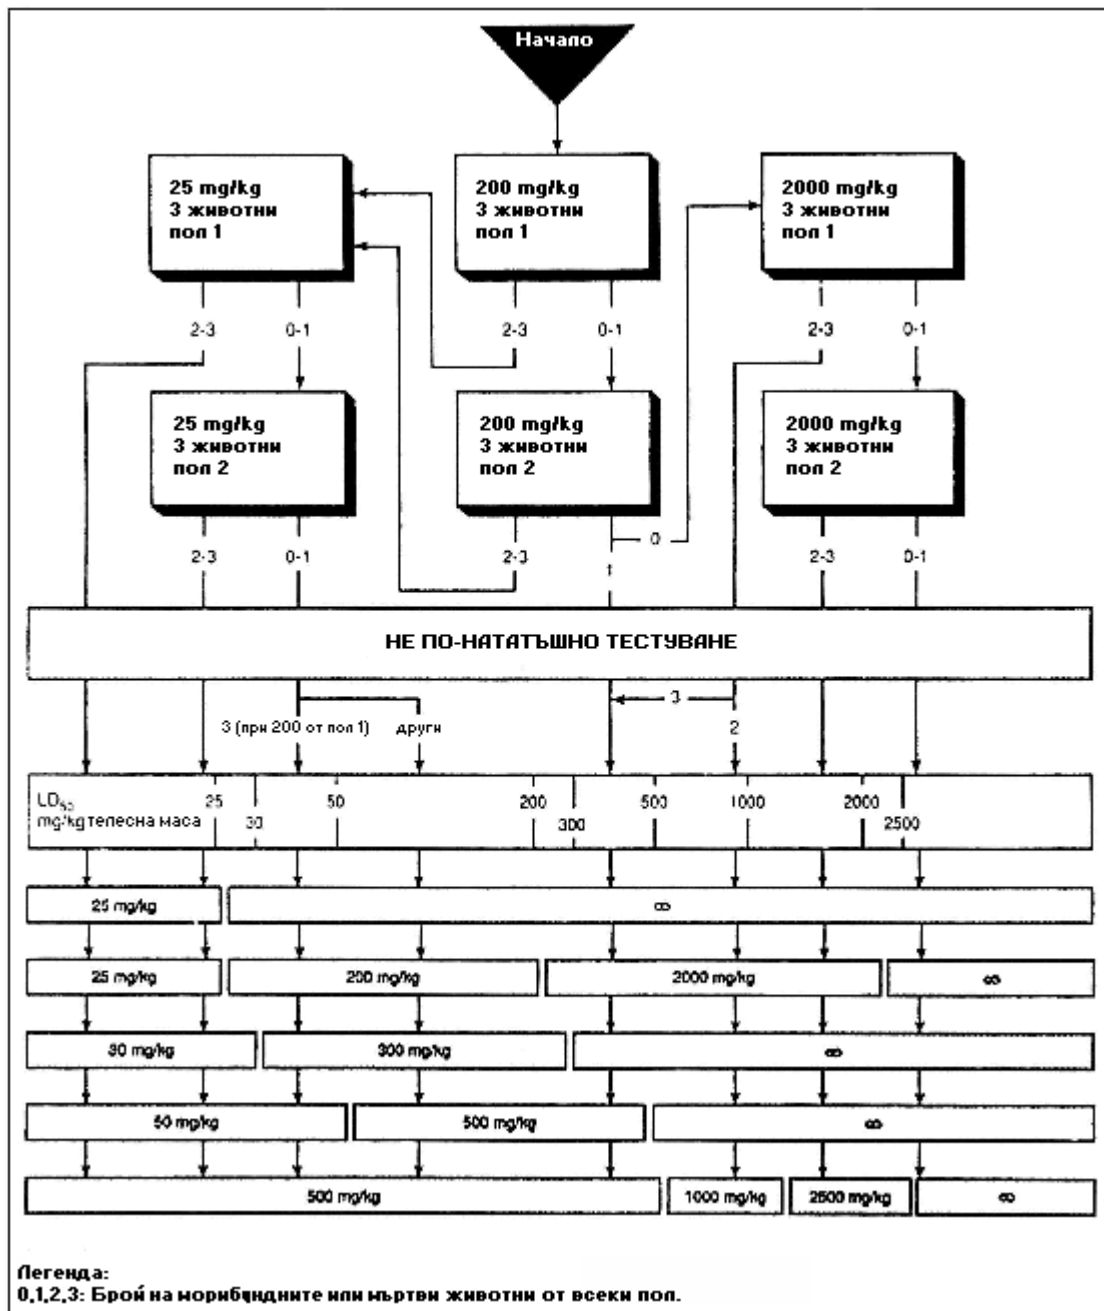 Начало
25 mg/kg
3 животни
пол 1
200 mg/kg
3 животни
пол 1
2000 mg/kg
3 животни
пол 1
2-3
0-1
2-3
0-1
2-3
0-1
25 mg/kg
3 животни
пол 2
200 mg/kg
3 животни
пол 2
2000 mg/kg
3 животни
пол 2
2-3
0-1
2-3
1
0
2-3
0-1
НЕ ПО-НАТАТЪШНО ТЕСТУВАНЕ
3 (при 200 от пол 1)
други
3
2
LD50
mg/kg телесна маса
25
30
50
200
300
500
1000
2000
2500
25 mg/kg
∞
25 mg/kg
200 mg/kg
2000 mg/kg
∞
30 mg/kg
300 mg/kg
∞
50 mg/kg
500 mg/kg
∞
500 mg/kg
1000 mg/kg
2500 mg/kg
∞
Легенда:
0,1,2,3: Брой на морибундните или мъртви животни от всеки пол.